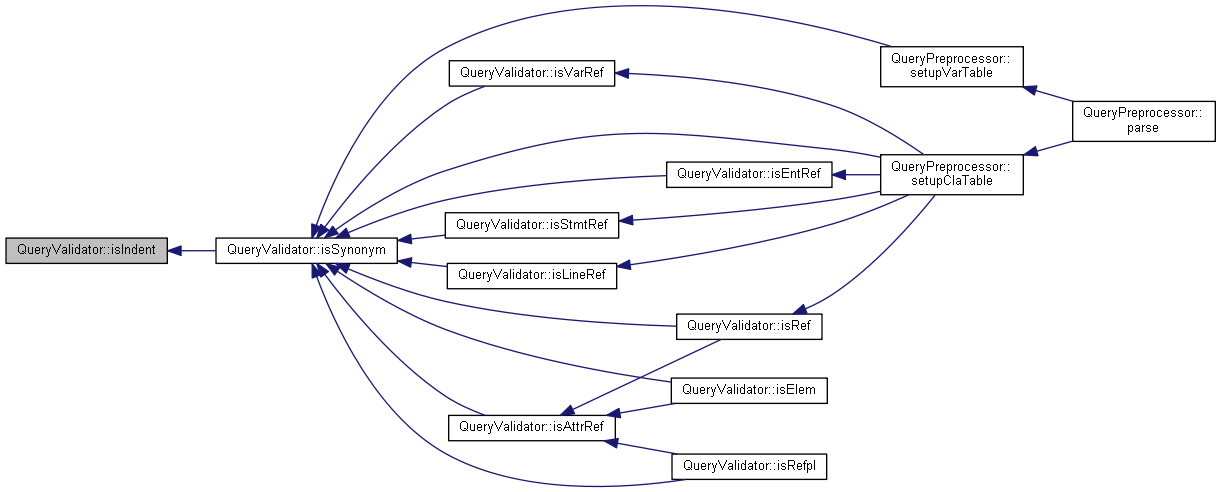 QueryPreprocessor::
setupVarTable
QueryValidator::isVarRef
QueryPreprocessor::
parse
QueryPreprocessor::
setupClaTable
QueryValidator::isEntRef
QueryValidator::isStmtRef
QueryValidator::isIndent
QueryValidator::isSynonym
QueryValidator::isLineRef
QueryValidator::isRef
QueryValidator::isElem
QueryValidator::isAttrRef
QueryValidator::isRefpl